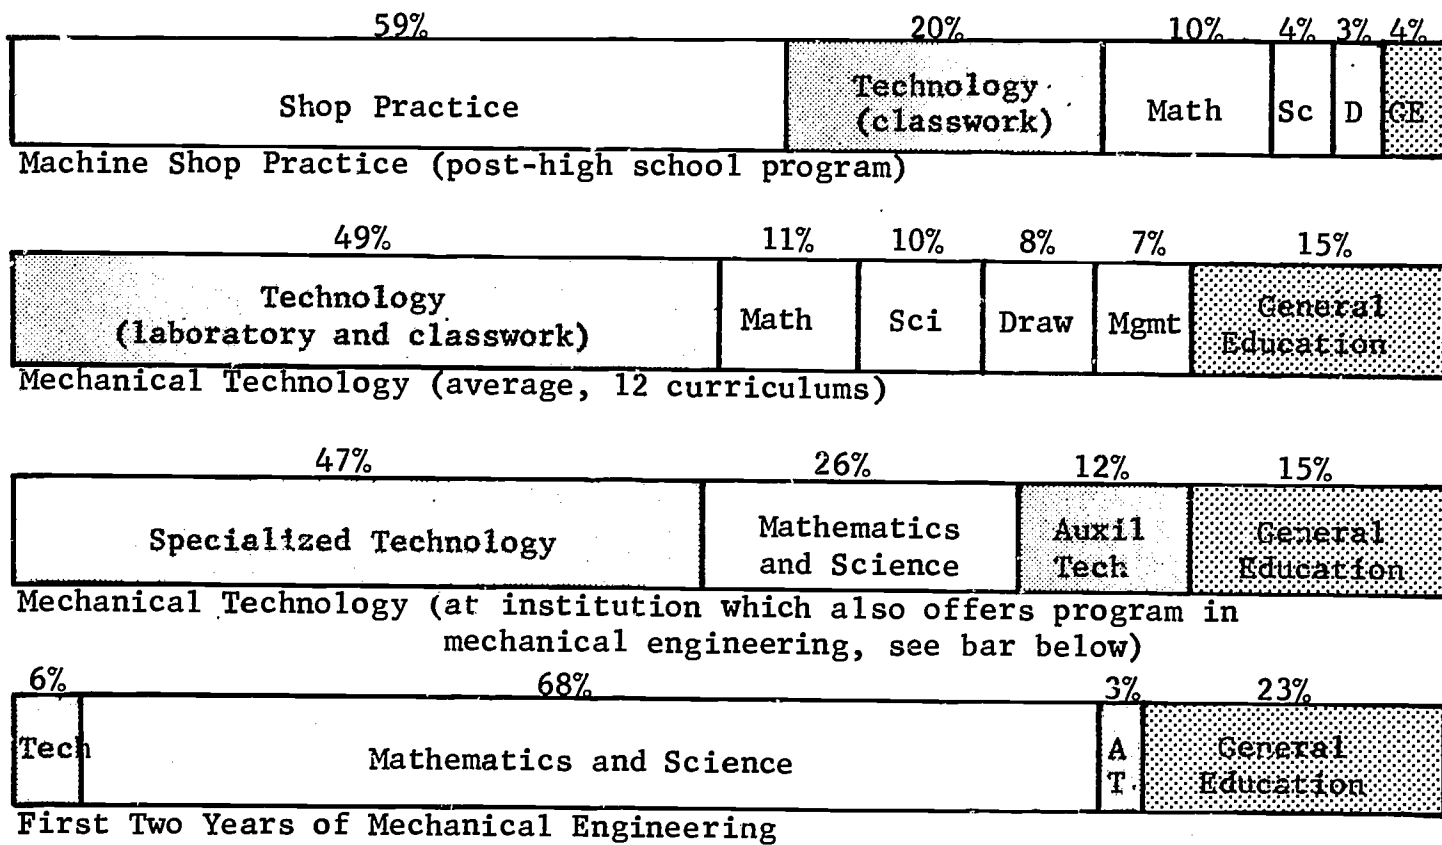 59% 20% 10% 4% 3% 4%
Shop Practice Technology (classwork) Math Sc D GE
Machine Shop Practice (post-high school program)
49% 11% 10% 8% 7% 15%
Technology (laboratory and classwork) Math Sci Draw Mgmt General Education
Mechanical Technology (average, 12 curriculums)
47% 26% 12% 15%
Specialized Technology Mathematics and Science Auxil Tech General Education
Mechanical Technology (at institution which also offers program in
mechanical engineering, see bar below)
6% 68% 3% 23%
Tech Mathematics and Science A T. General Education
First Two Years of Mechanical Engineering